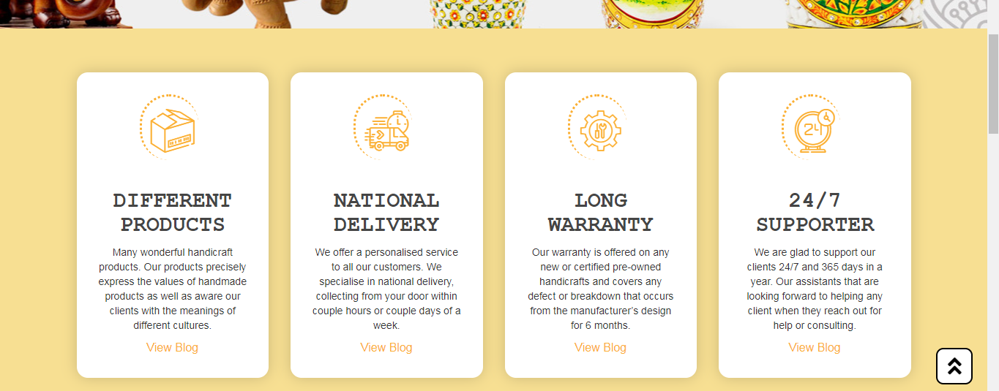 DIFFERENT
PRODUCTS
Many wonderful handicraft
products. Our products precisely
express the values of handmade
products as well as aware our
clients with the meanings of
different cultures.
View Blog
NATIONAL
DELIVERY
We offer a personalised service
to all our customers. We
specialise in national delivery,
collecting from your door within
couple hours or couple days of a
week.
View Blog
LONG
WARRANTY
Our warranty is offered on any
new or certified pre-owned
handicrafts and covers any
defect or breakdown that occurs
from the manufacturer’s design
for 6 months.
View Blog
24
24/7
SUPPORTER
We are glad to support our
clients 24/7 and 365 days in a
year. Our assistants that are
looking forward to helping any
client when they reach out for
help or consulting.
View Blog